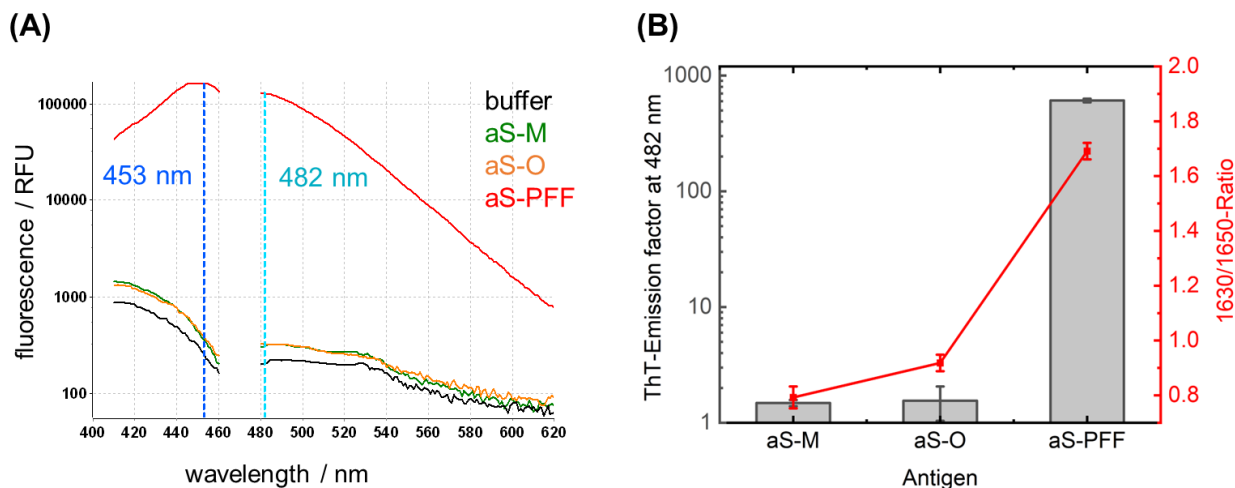 (A)
fluorescence / RFU
100000
10000
1000
100
453 nm
482 nm
buffer
aS-M
aS-O
aS-PFF
400 420 440 460 480 500 520 540 560 580 600 620
wavelength / nm
(B)
ThT-Emission factor at 482 nm
1000
100
10
1
2.0
1.8
1.6
1.4
1.2
1.0
0.8
1630/1650-Ratio
aS-M aS-O aS-PFF
Antigen